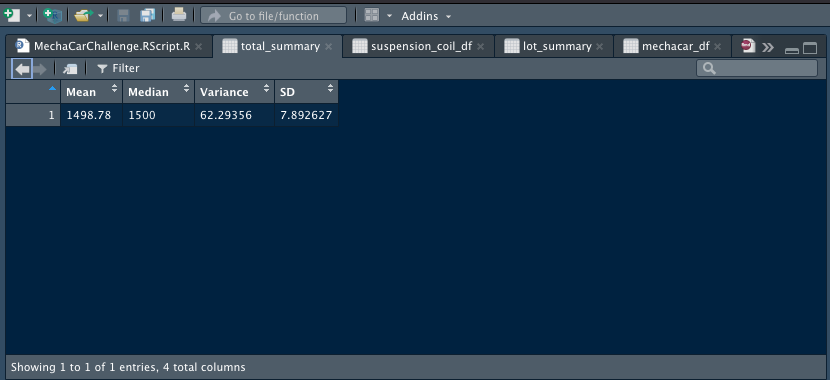 Go to file/function Addins
MechaCarChallenge.RScript.R total_summary suspension_coil_df lot_summary mechacar_df
Filter
Mean Median Variance SD
1 1498.78 1500 62.29356 7.892627
Showing 1 to 1 of 1 entries, 4 total columns